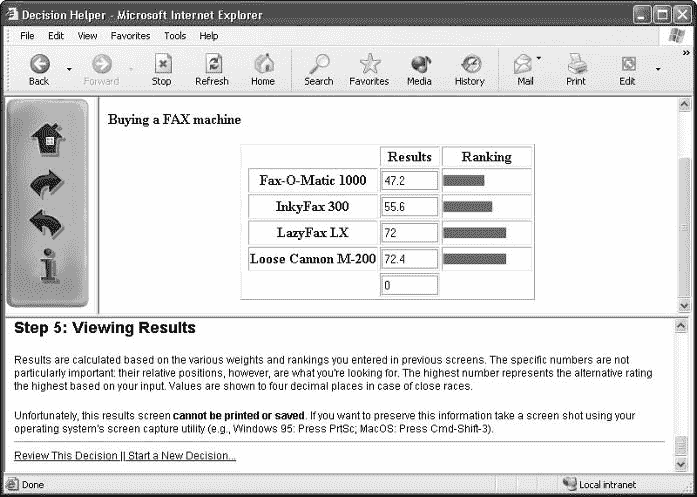 Decision Helper - Microsoft Internet Explorer
File Edit View Favorites Tools Help
Back Forward Stop Refresh Home Search Favorites Media History Mail Print Edit
Buying a FAX machine
Results Ranking
Fax-O-Matic 1000 47.2
InkyFax 300 55.6
LazyFax LX 72
Loose Cannon M-200 72.4
0
Step 5: Viewing Results
Results are calculated based on the various weights and rankings you entered in previous screens. The specific numbers are not
particularly important: their relative positions, however, are what you're looking for. The highest number represents the alternative rating
the highest based on your input. Values are shown to four decimal places in case of close races.
Unfortunately, this results screen cannot be printed or saved. If you want to preserve this information take a screen shot using your
operating system's screen capture utility (e.g., Windows 95: Press PrtSc; MacOS: Press Cmd-Shift-3).
Review This Decision || Start a New Decision...
Done Local intranet